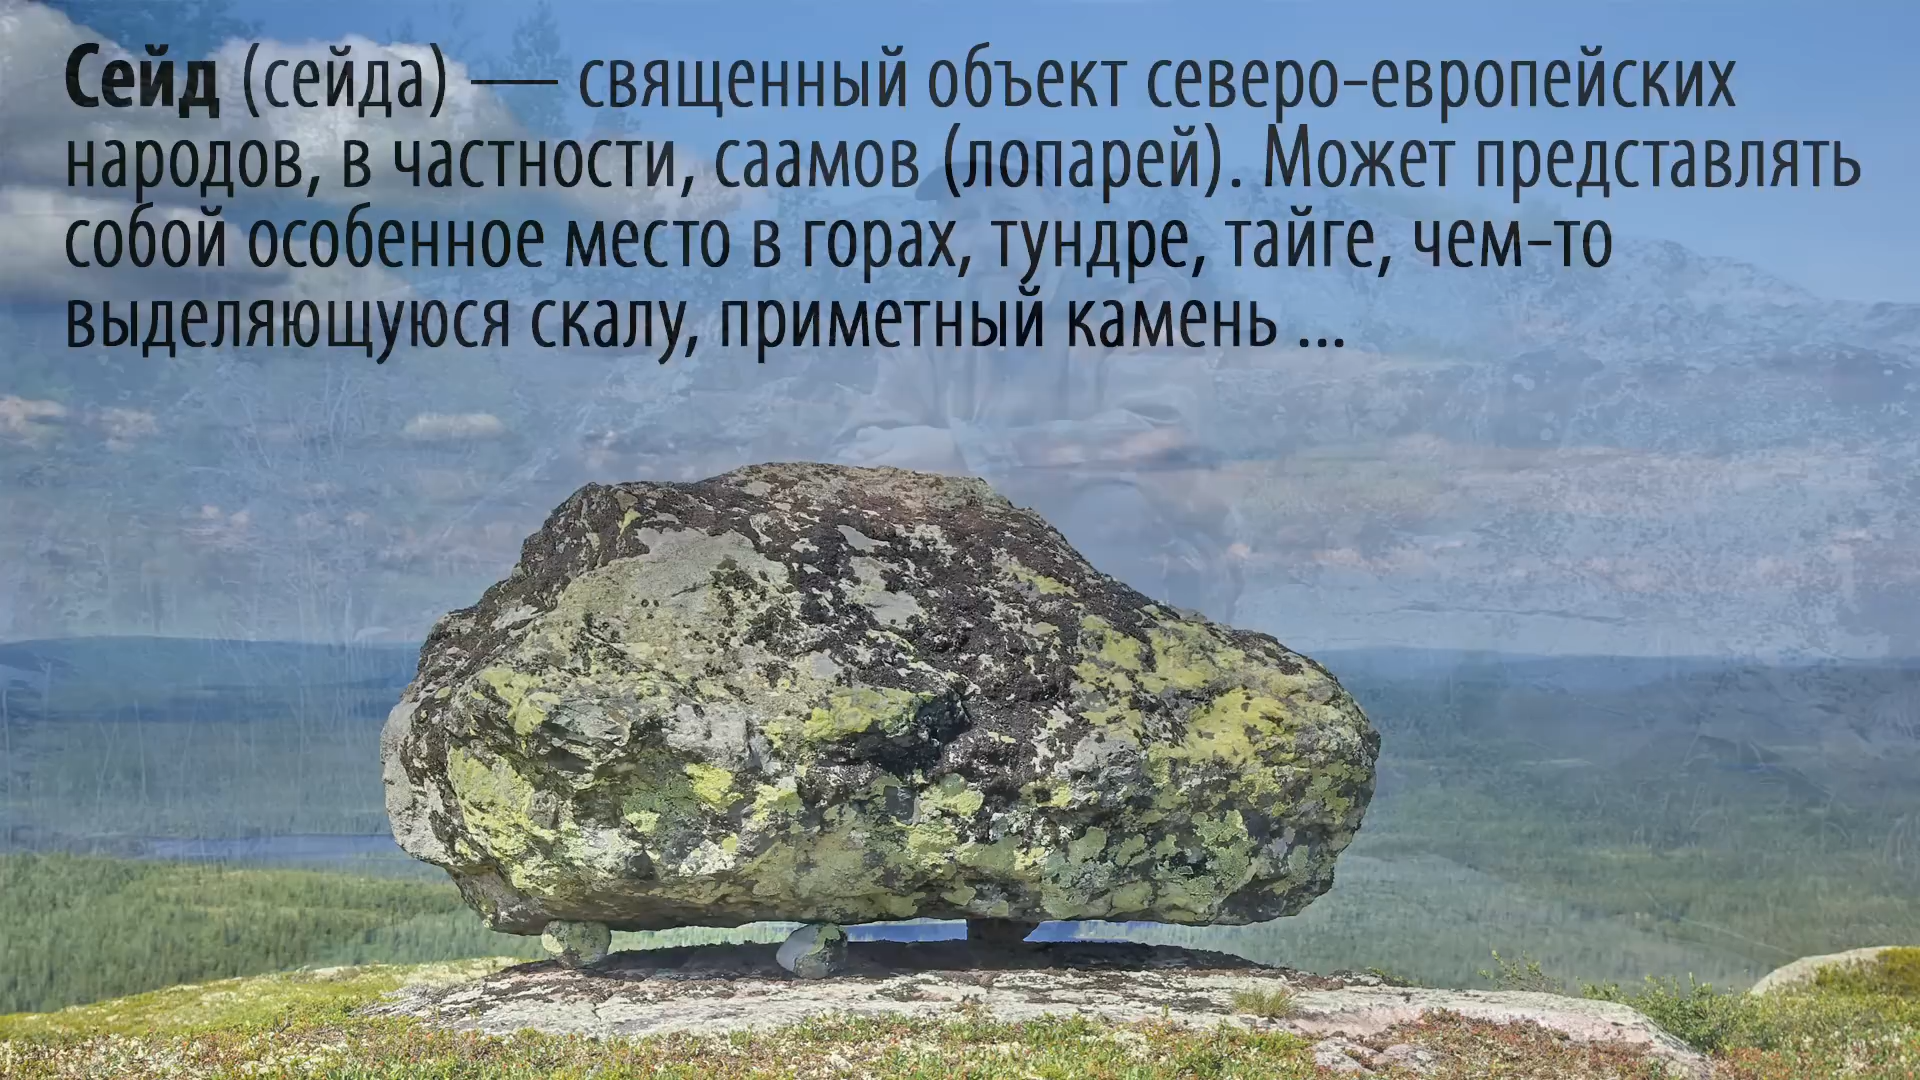 Сейд (сейда) — священный объект северо-европейских
народов, в частности, саамов (лопарей). Может представлять
собой особенное место в горах, тундре, тайге, чем-то
выделяющуюся скалу, приметный камень ...